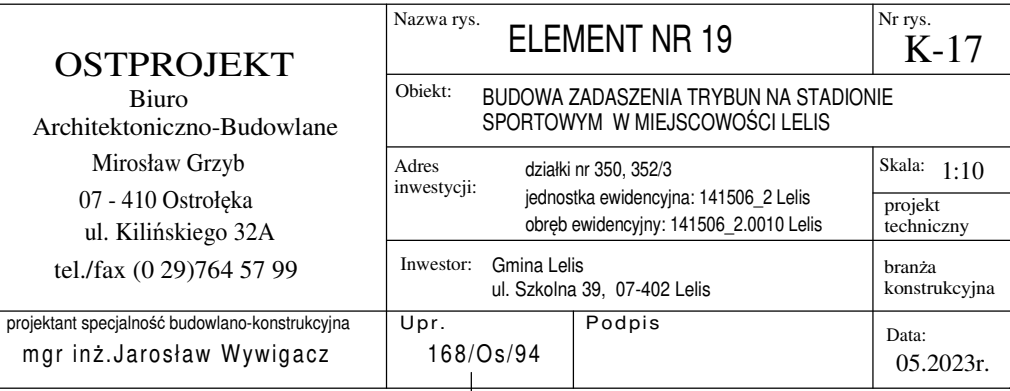 OSTPROJEKT
Biuro
Architektoniczno-Budowlane
Mirosław Grzyb
07 - 410 Ostrołęka
ul. Kilińskiego 32A
tel./fax (0 29)764 57 99
Nazwa rys.
ELEMENT NR 19
Nr rys.
K-17
Obiekt:
BUDOWA ZADASZENIA TRYBUN NA STADIONIE
SPORTOWYM W MIEJSCOWOŚCI LELIS
Adres
inwestycji:
działki nr 350, 352/3
jednostka ewidencyjna: 141506_2 Lelis
obręb ewidencyjny: 141506_2.0010 Lelis
Skala: 1:10
projekt
techniczny
Inwestor:
Gmina Lelis
ul. Szkolna 39, 07-402 Lelis
branża
konstrukcyjna
projektant specjalność budowlano-konstrukcyjna
mgr inż.Jarosław Wywigacz
Upr.
168/Os/94
Podpis
Data:
05.2023r.